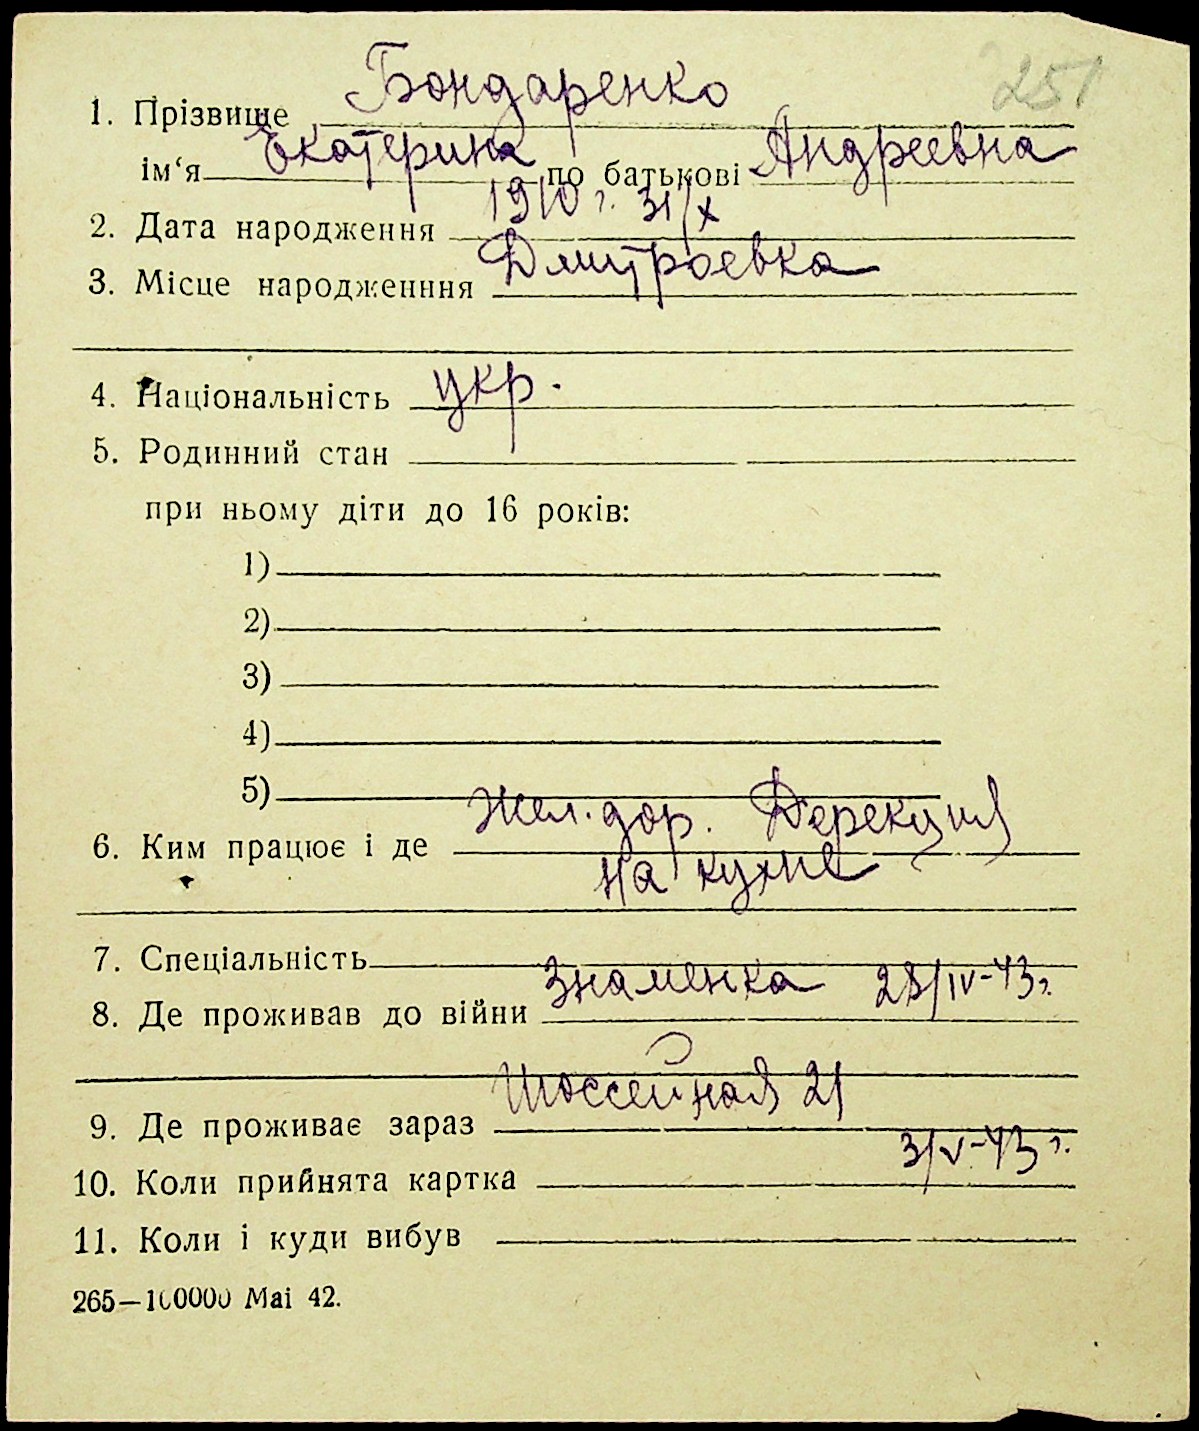 251
1. Прізвище Бондаренко
ім‘я Екатерина по батькові Андреевна
2. Дата народження 1910 г. 31/X
3. Місце народженння Дмитровка
4. Національність укр.
5. Родинний стан
при ньому діти до 16 років:
1)
2)
3)
4)
5)
6. Ким працює і де Жел. дор. Дерекция
на кухне
7. Спеціальність
8. Де проживав до війни Знаменка 28/IV-43г.
9. Де проживає зараз Шоссейная 21
10. Коли прийнята картка 3/V-43 г.
11. Коли і куди вибув
265—100000 Mai 42.